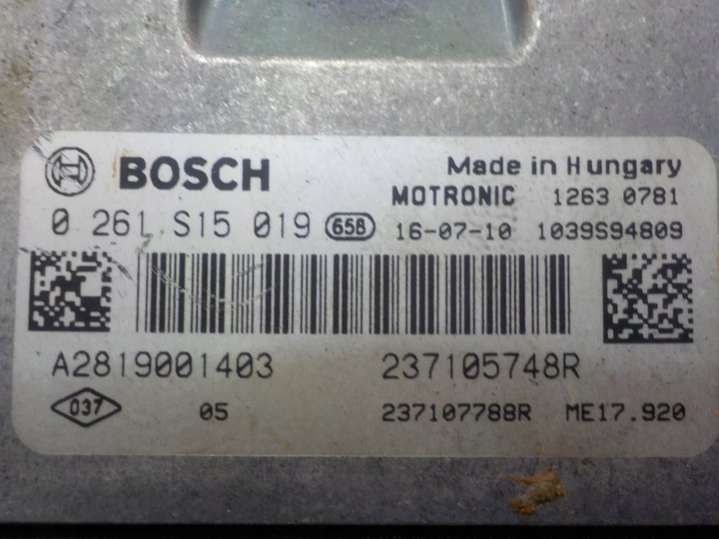 BOSCH Made in Hungary
MOTRONIC 1263 0781
0 261 S15 019 658 16-07-10 1039S94809
A2819001403 237105748R
037 05 237107788R ME17.920